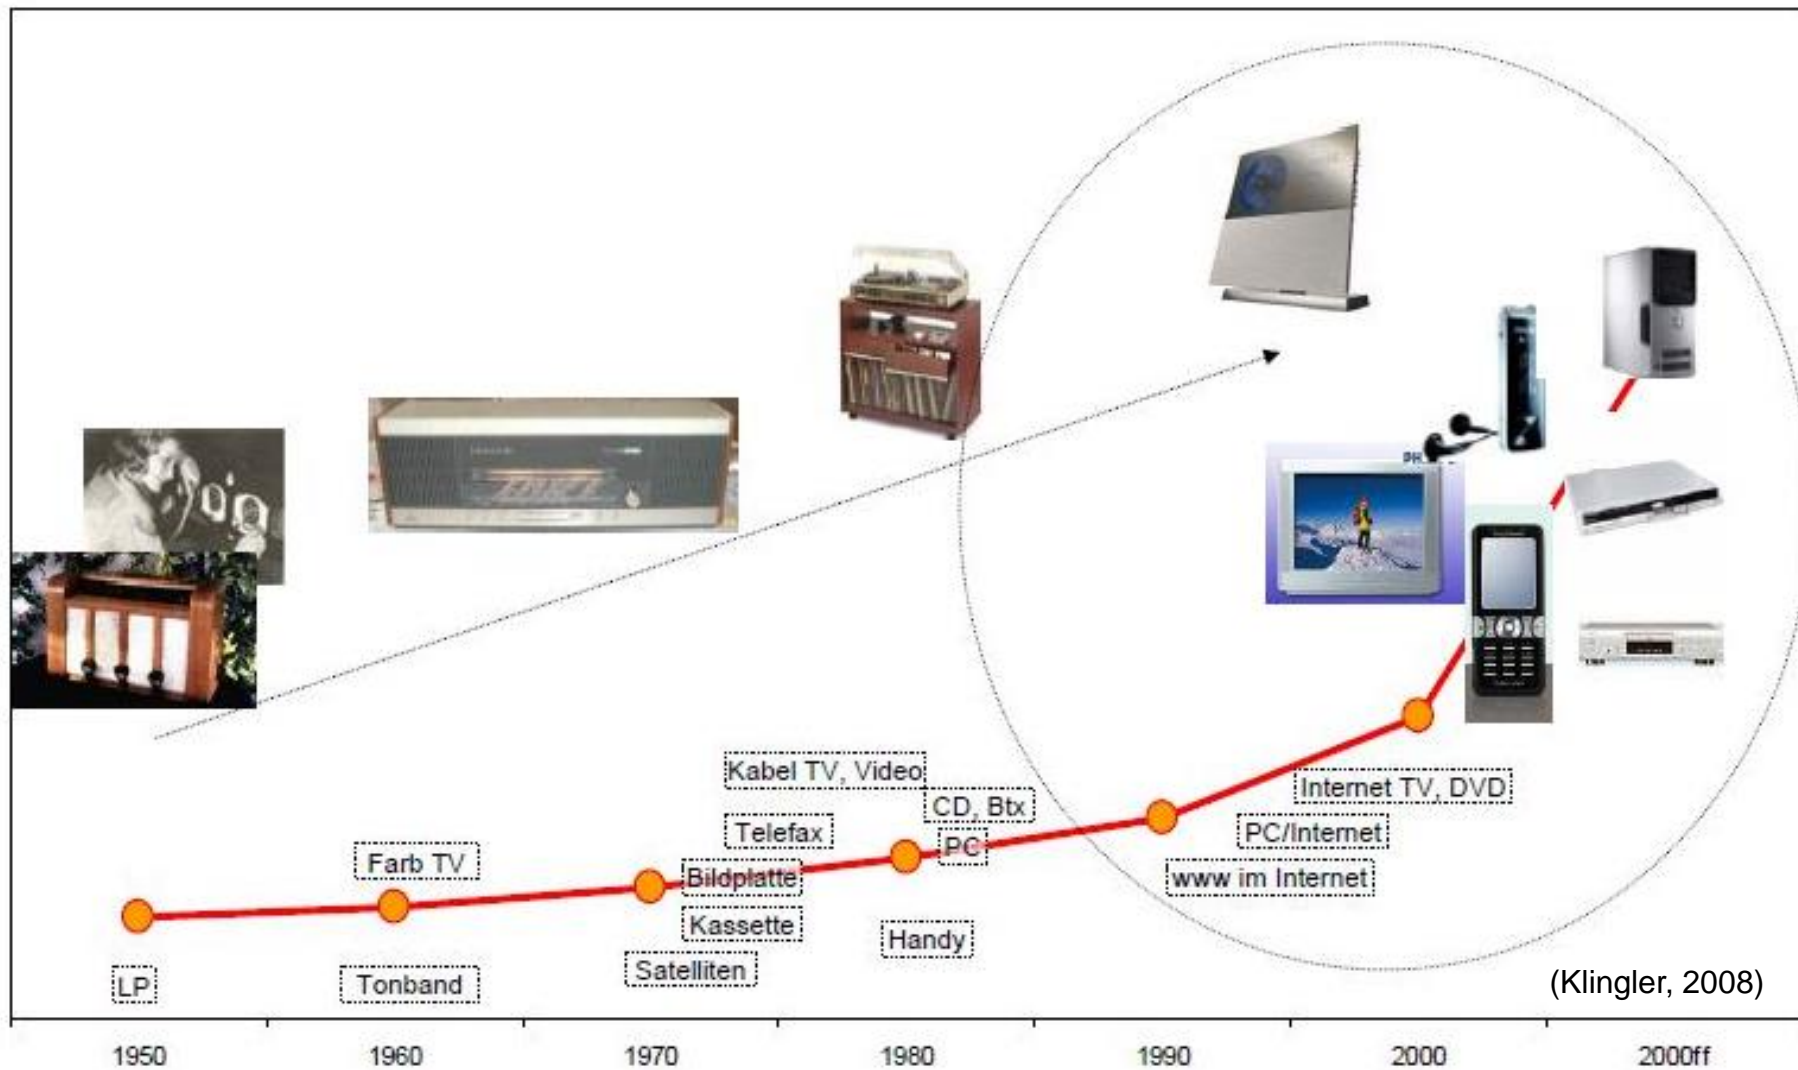 PH
Kabel TV, Video
CD, Btx
Internet TV, DVD
Telefax
PC
PC/Internet
Farb TV
Bildplatte
www im Internet
Kassette
Handy
LP
Tonband
Satelliten
(Klingler, 2008)
1950
1960
1970
1980
1990
2000
2000ff